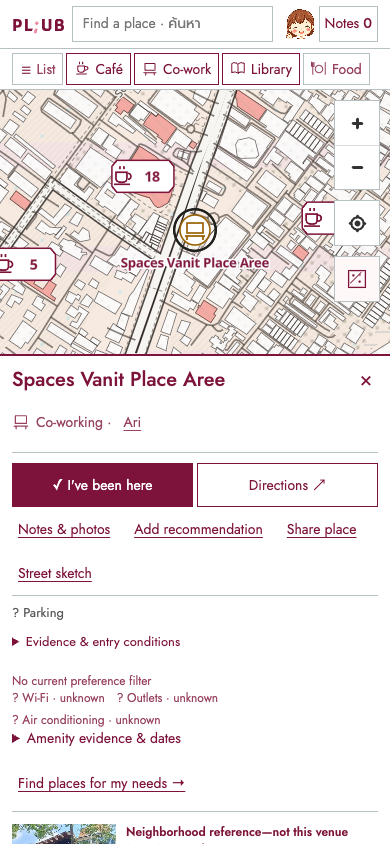 PL;UB
Find a place · ค้นหา
Notes 0
≡ List
Café
Co-work
Library
Food
18
5
Spaces Vanit Place Aree
Spaces Vanit Place Aree
×
Co-working · Ari
✓ I've been here
Directions ↗
Notes & photos
Add recommendation
Share place
Street sketch
? Parking
▶ Evidence & entry conditions
No current preference filter
? Wi-Fi · unknown ? Outlets · unknown
? Air conditioning · unknown
▶ Amenity evidence & dates
Find places for my needs →
Neighborhood reference—not this venue